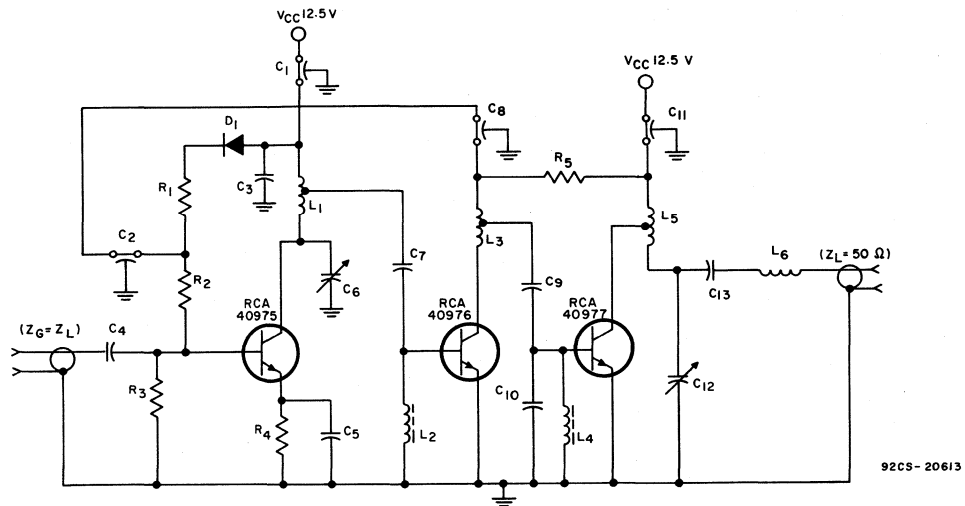 VCC 12.5 V
C1
VCC 12.5 V
C8
C11
D1
R5
R1
C3
L1
L5
L3
C2
C7
L6
(ZL=50 Ω)
R2
C6
C9
C13
RCA
40975
RCA
40976
RCA
40977
(ZG=ZL)
C4
C12
R3
C10
R4
C5
L2
L4
92CS-20613